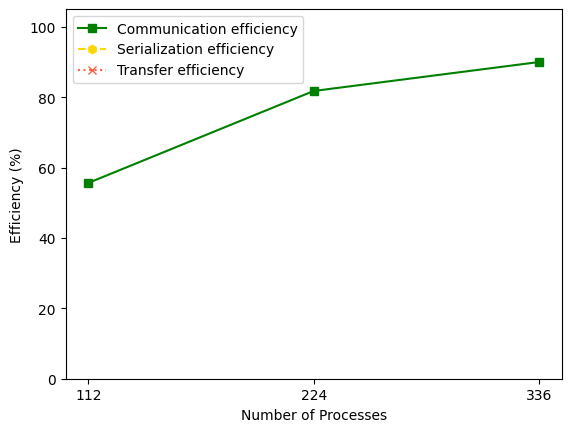 Communication efficiency
Serialization efficiency
Transfer efficiency
100
80
60
40
20
0
Efficiency (%)
112
224
336
Number of Processes